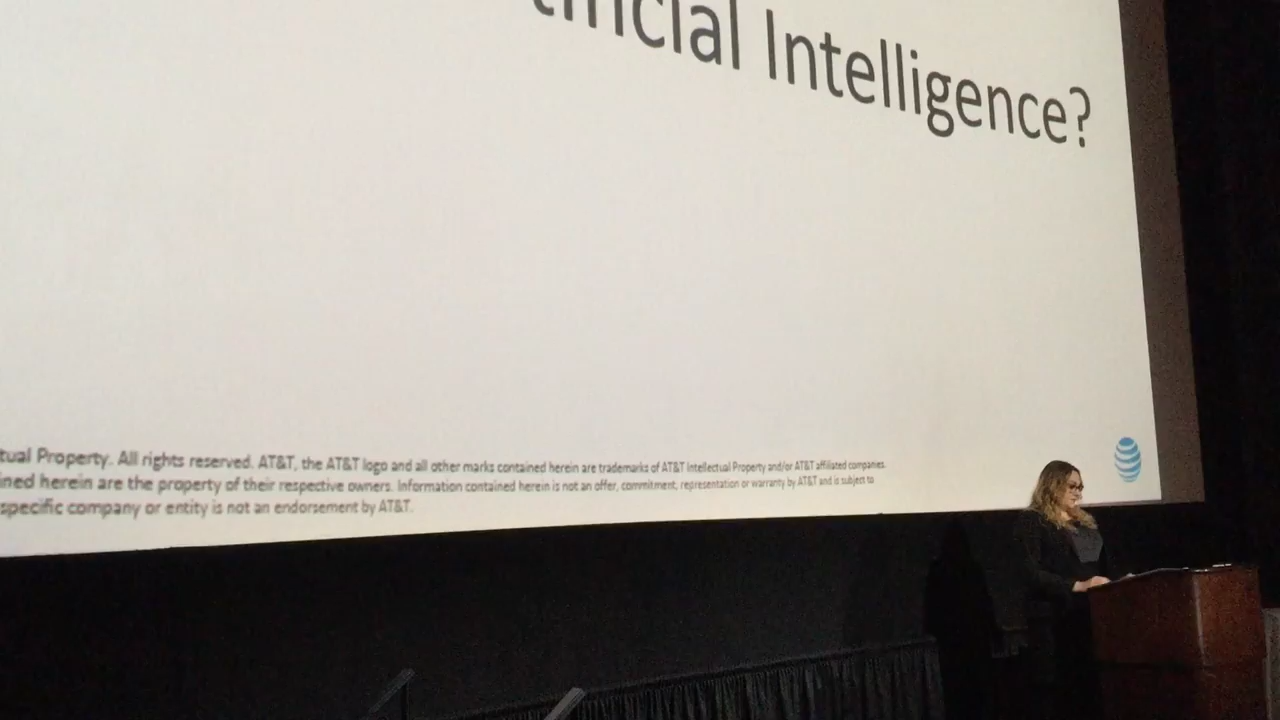 tificial Intelligence?
tual Property. All rights reserved. AT&T, the AT&T logo and all other marks contained herein are trademarks of AT&T Intellectual Property and/or AT&T affiliated companies.
ined herein are the property of their respective owners. Information contained herein is not an offer, commitment, representation or warranty by AT&T and is subject to
specific company or entity is not an endorsement by AT&T.